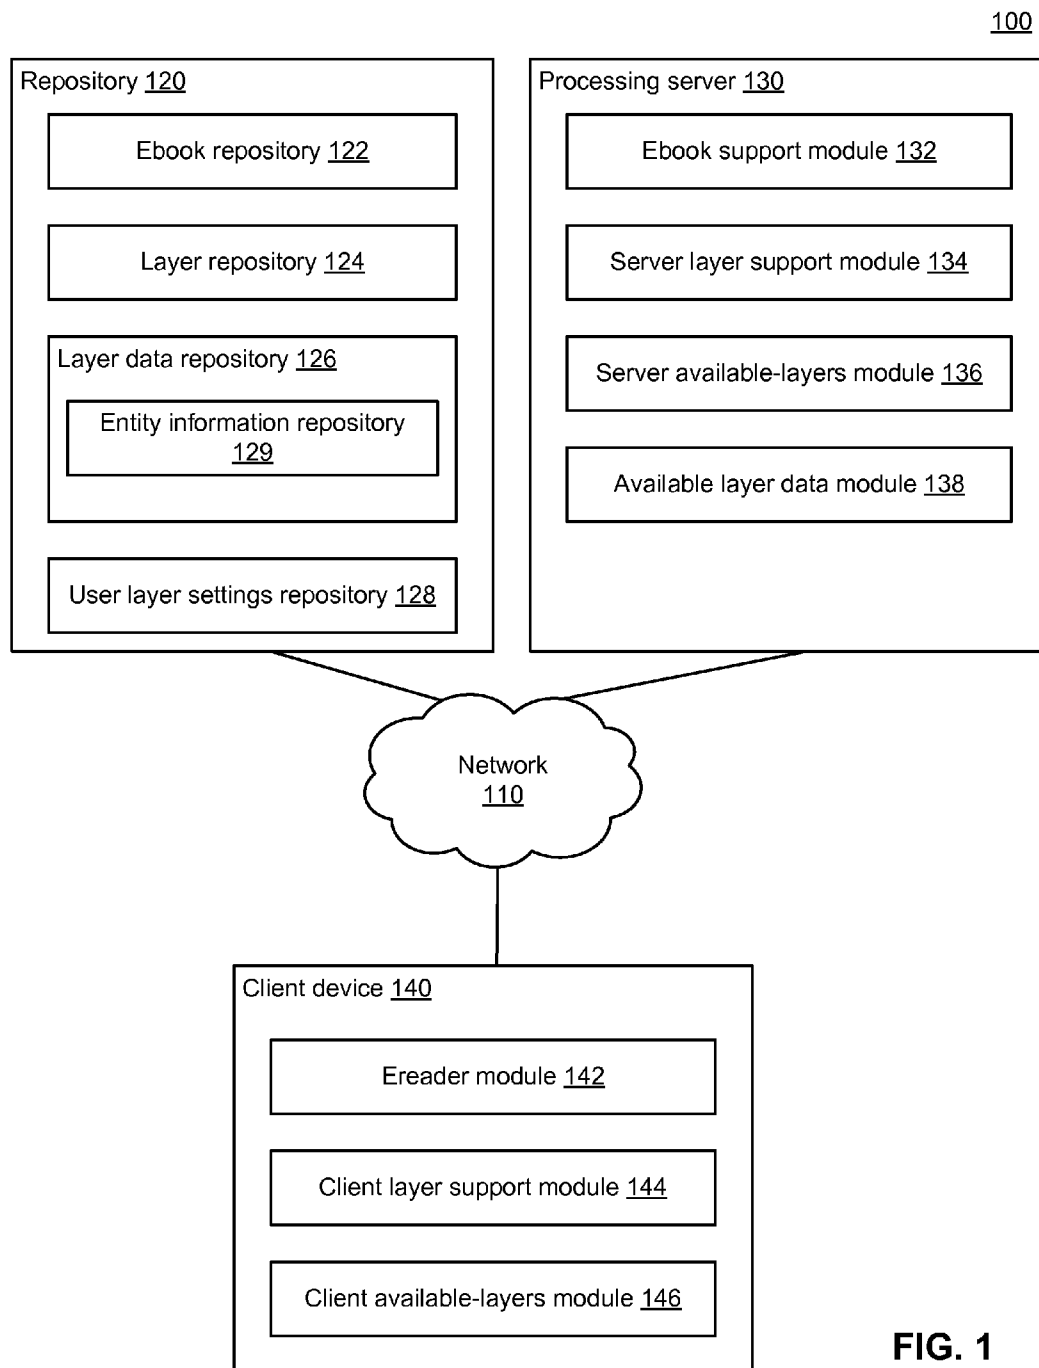 100
Repository 120
Ebook repository 122
Layer repository 124
Layer data repository 126
Entity information repository
129
User layer settings repository 128
Processing server 130
Ebook support module 132
Server layer support module 134
Server available-layers module 136
Available layer data module 138
Network
110
Client device 140
Ereader module 142
Client layer support module 144
Client available-layers module 146
FIG. 1